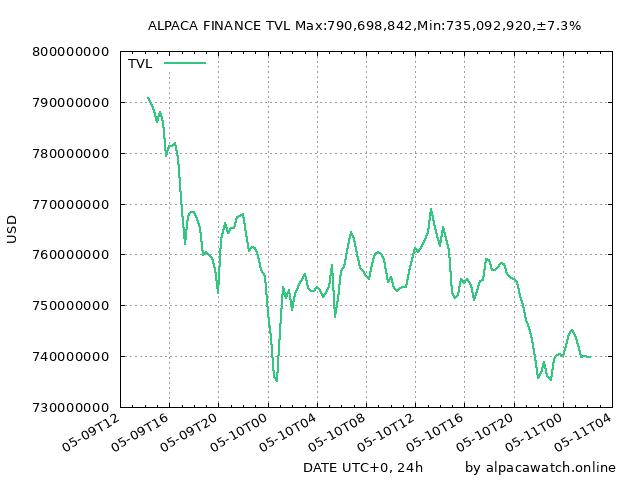 ALPACA FINANCE TVL Max:790,698,842,Min:735,092,920,±7.3%
800000000
TVL
790000000
780000000
770000000
USD
760000000
750000000
740000000
730000000
05-09T12
05-09T16
05-09T20
05-10T00
05-10T04
05-10T08
05-10T12
05-10T16
05-10T20
05-11T00
05-11T04
DATE UTC+0, 24h
by alpacawatch.online